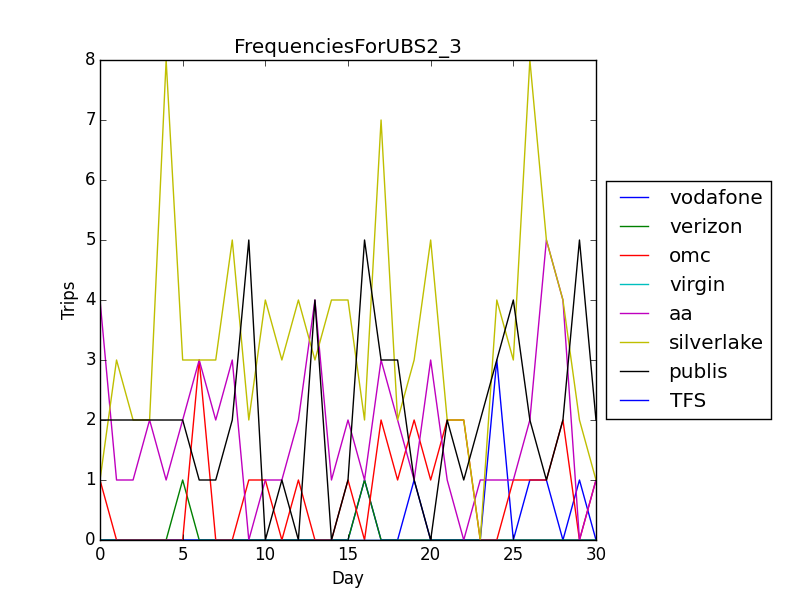 FrequenciesForUBS2_3
8
7
6
5
4
3
2
1
0
Trips
0 5 10 15 20 25 30
Day
vodafone
verizon
omc
virgin
aa
silverlake
publis
TFS